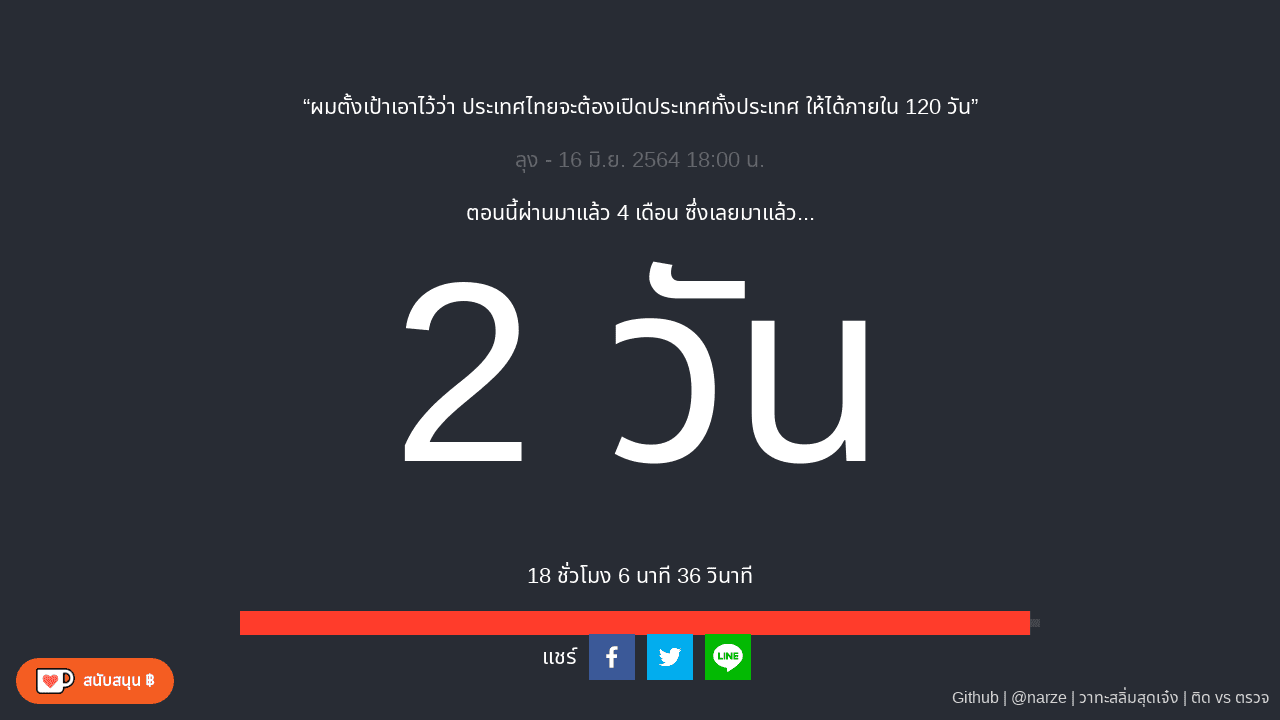 “ผมตั้งเป้าเอาไว้ว่า ประเทศไทยจะต้องเปิดประเทศทั้งประเทศ ให้ได้ภายใน 120 วัน”
ลุง - 16 มิ.ย. 2564 18:00 น.
ตอนนี้ผ่านมาแล้ว 4 เดือน ซึ่งเลยมาแล้ว...
2 วัน
18 ชั่วโมง 6 นาที 36 วินาที
แชร์
LINE
สนับสนุน ฿
Github | @narze | วาทะสลิ่มสุดเจ๋ง | ติด vs ตรวจ